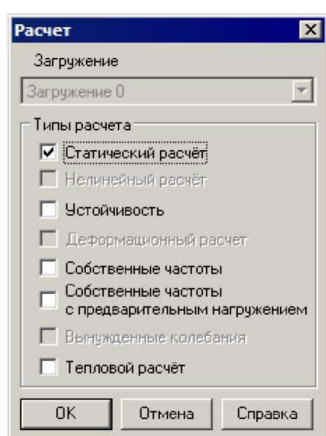 Расчет
Загружение
Загружение 0
Типы расчета
Статический расчёт
Нелинейный расчёт
Устойчивость
Деформационный расчет
Собственные частоты
Собственные частоты
с предварительным нагружением
Вынужденные колебания
Тепловой расчёт
OK Отмена Справка